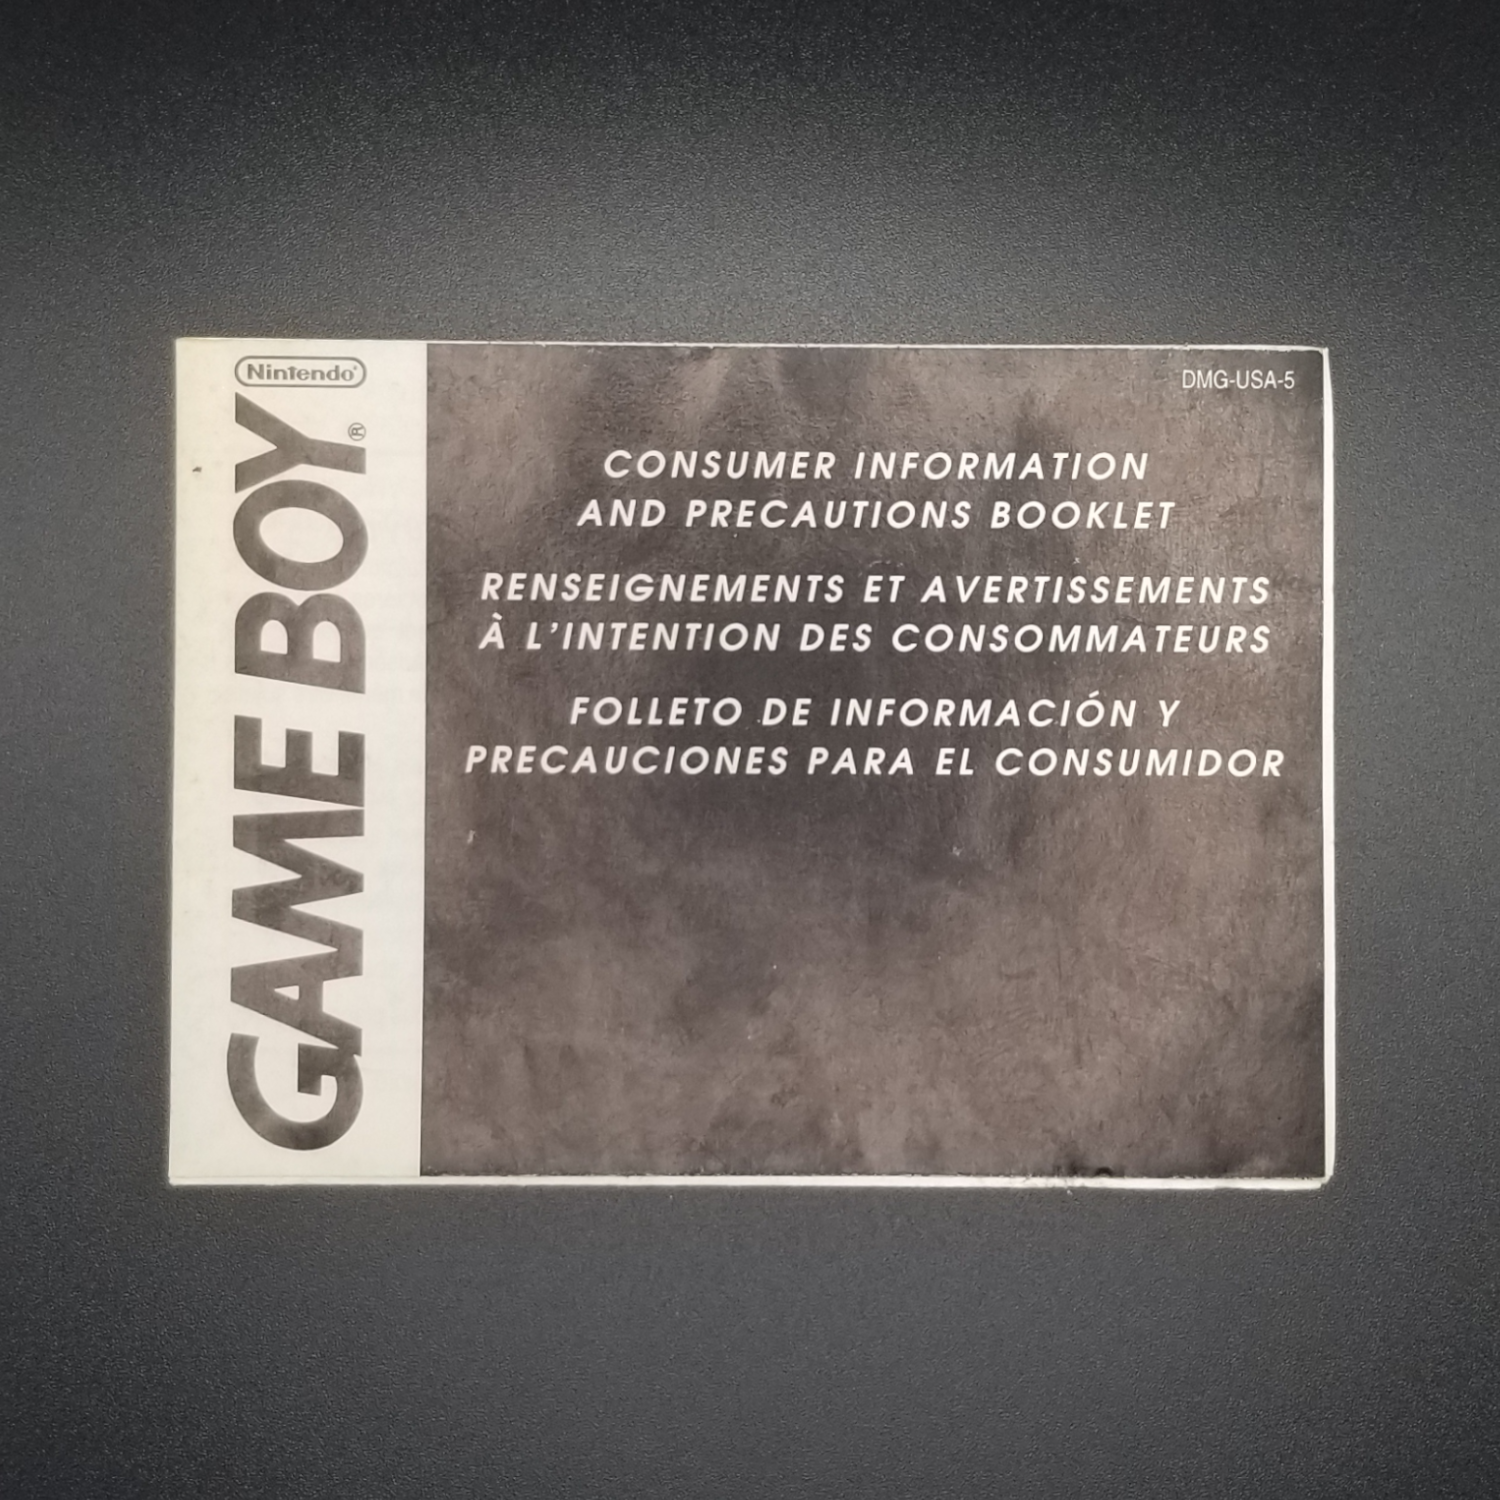 Nintendo®
GAME BOY®
DMG-USA-5
CONSUMER INFORMATION
AND PRECAUTIONS BOOKLET
RENSEIGNEMENTS ET AVERTISSEMENTS
À L'INTENTION DES CONSOMMATEURS
FOLLETO DE INFORMACIÓN Y
PRECAUCIONES PARA EL CONSUMIDOR